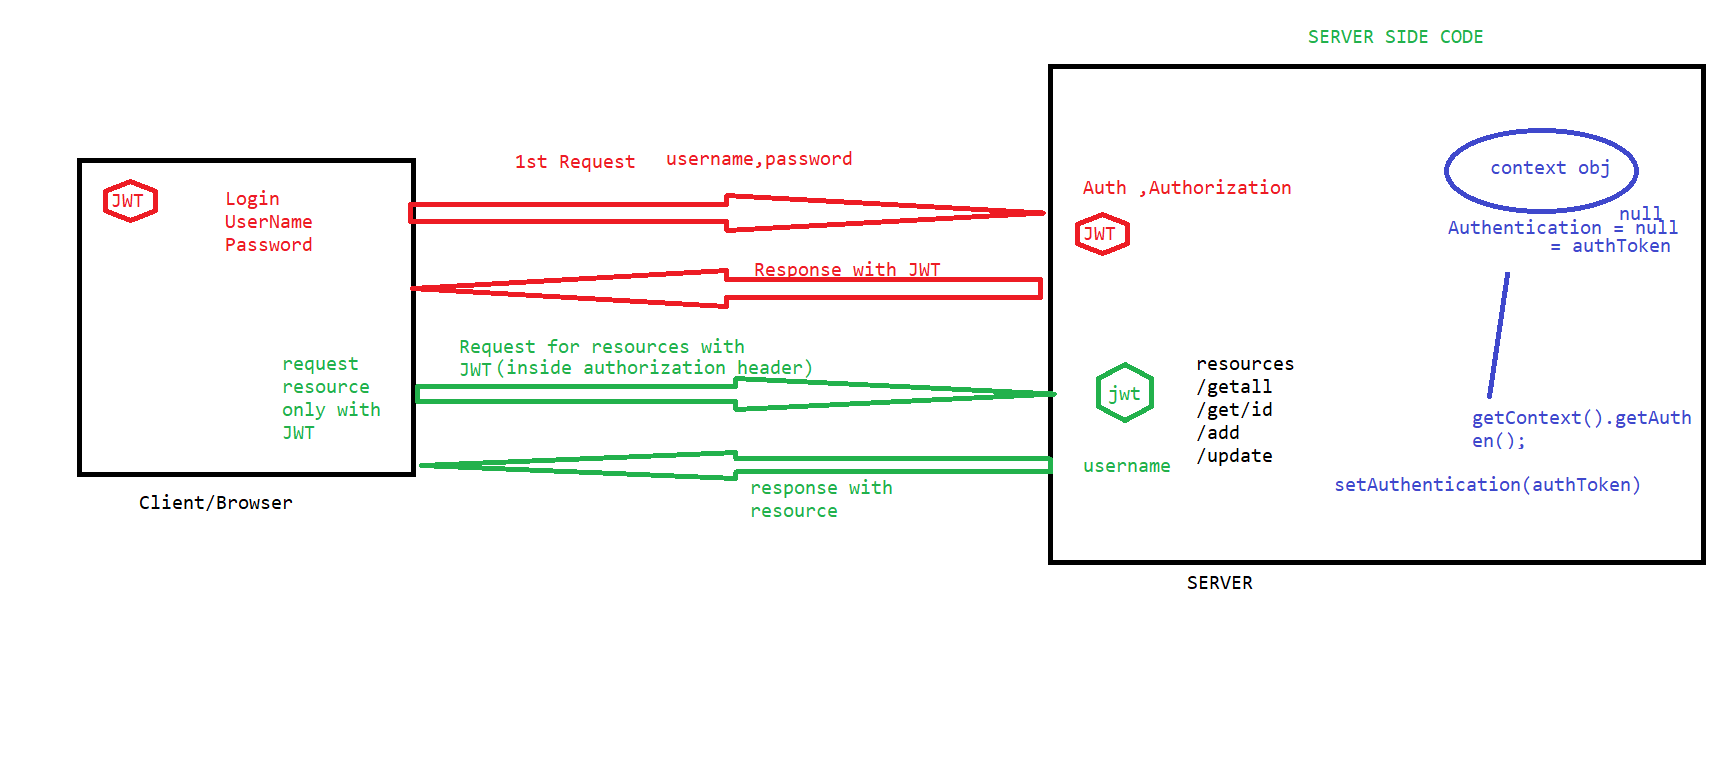 SERVER SIDE CODE
1st Request username,password
JWT
Login
UserName
Password
Response with JWT
Request for resources with
JWT(inside authorization header)
request
resource
only with
JWT
response with
resource
Client/Browser
Auth ,Authorization
JWT
context obj
null
Authentication = null
= authToken
jwt
resources
/getall
/get/id
/add
/update
username
getContext().getAuth
en();
setAuthentication(authToken)
SERVER